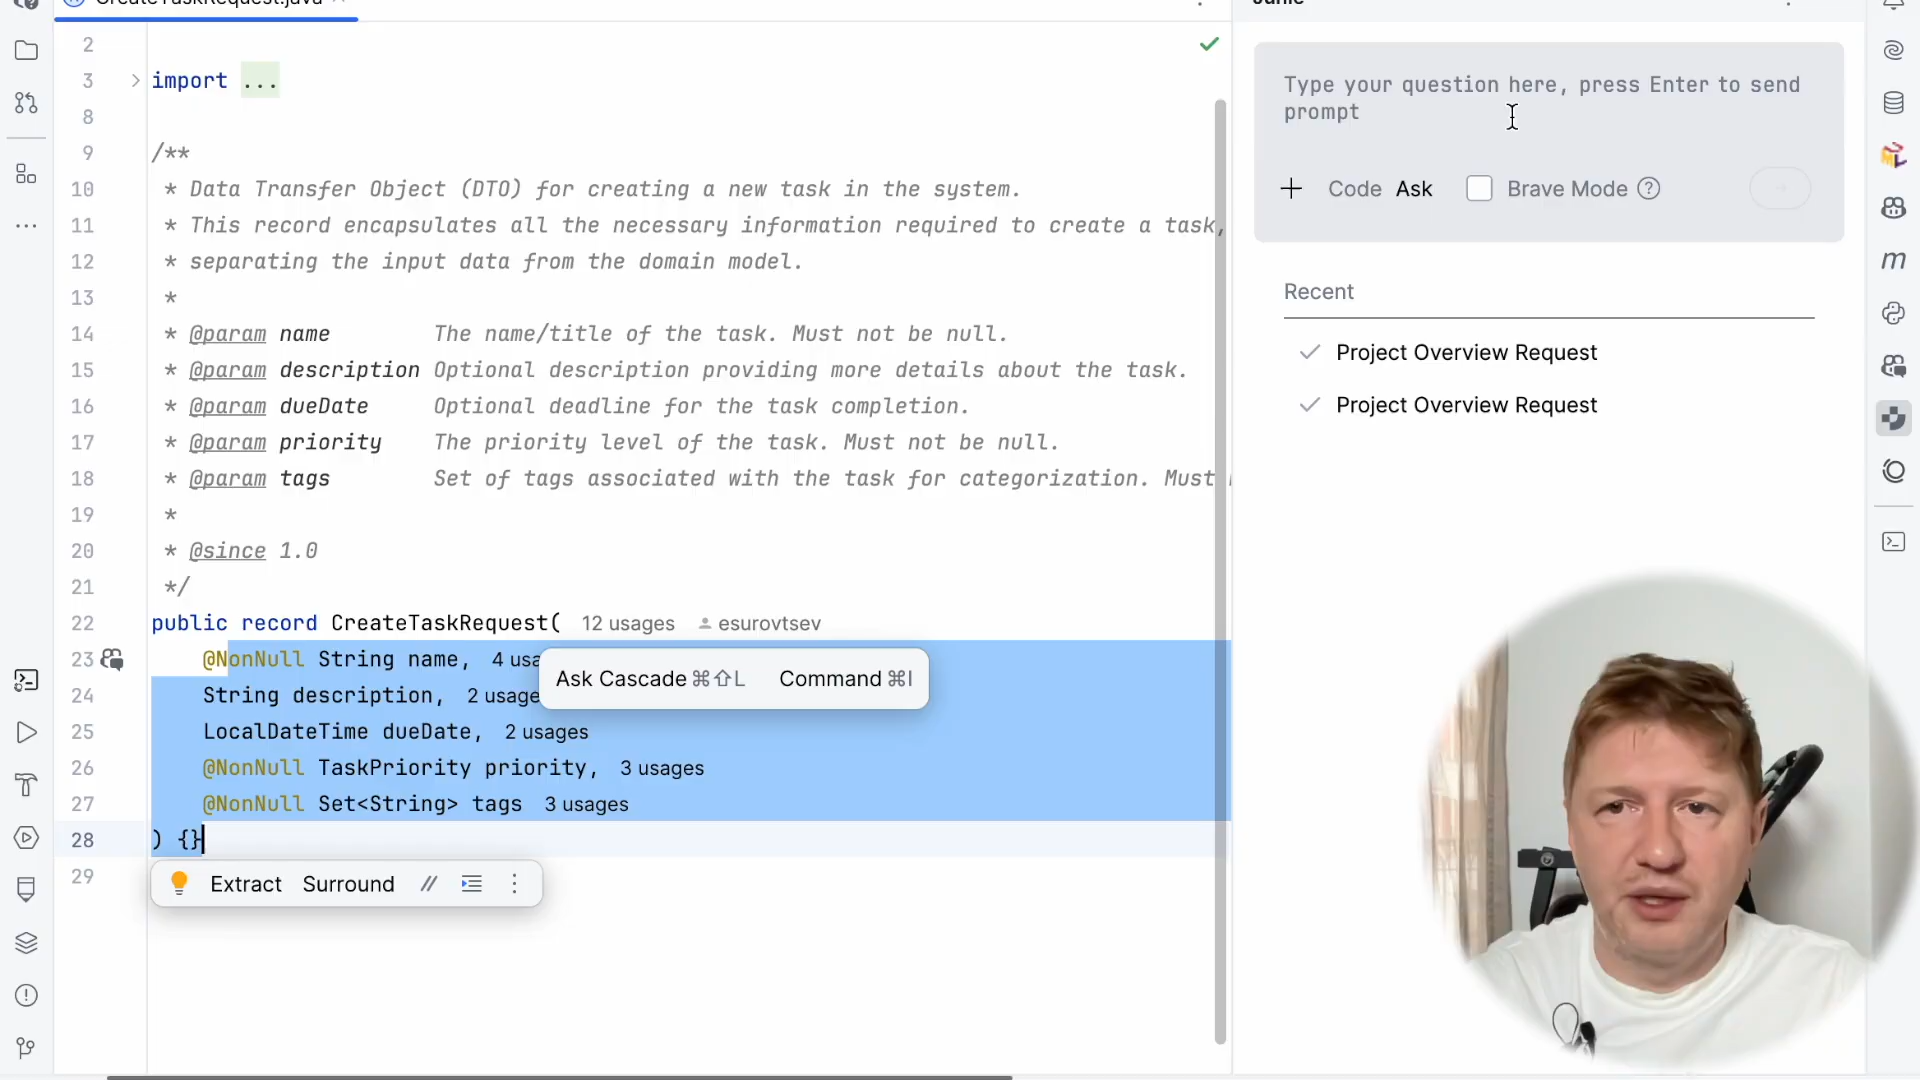 CreateTaskRequest.java
2
3 import ...
8
9 /**
10 * Data Transfer Object (DTO) for creating a new task in the system.
11 * This record encapsulates all the necessary information required to create a task,
12 * separating the input data from the domain model.
13 *
14 * @param name The name/title of the task. Must not be null.
15 * @param description Optional description providing more details about the task.
16 * @param dueDate Optional deadline for the task completion.
17 * @param priority The priority level of the task. Must not be null.
18 * @param tags Set of tags associated with the task for categorization. Must
19 *
20 * @since 1.0
21 */
22 public record CreateTaskRequest( 12 usages esurovtsev
23 @NonNull String name, 4 usa
24 String description, 2 usage
25 LocalDateTime dueDate, 2 usages
26 @NonNull TaskPriority priority, 3 usages
27 @NonNull Set<String> tags 3 usages
28 ) {}
29
Ask Cascade ⌘⇧L Command ⌘I
Extract Surround //
Junie
Type your question here, press Enter to send
prompt
Code Ask Brave Mode ?
Recent
Project Overview Request
Project Overview Request
m